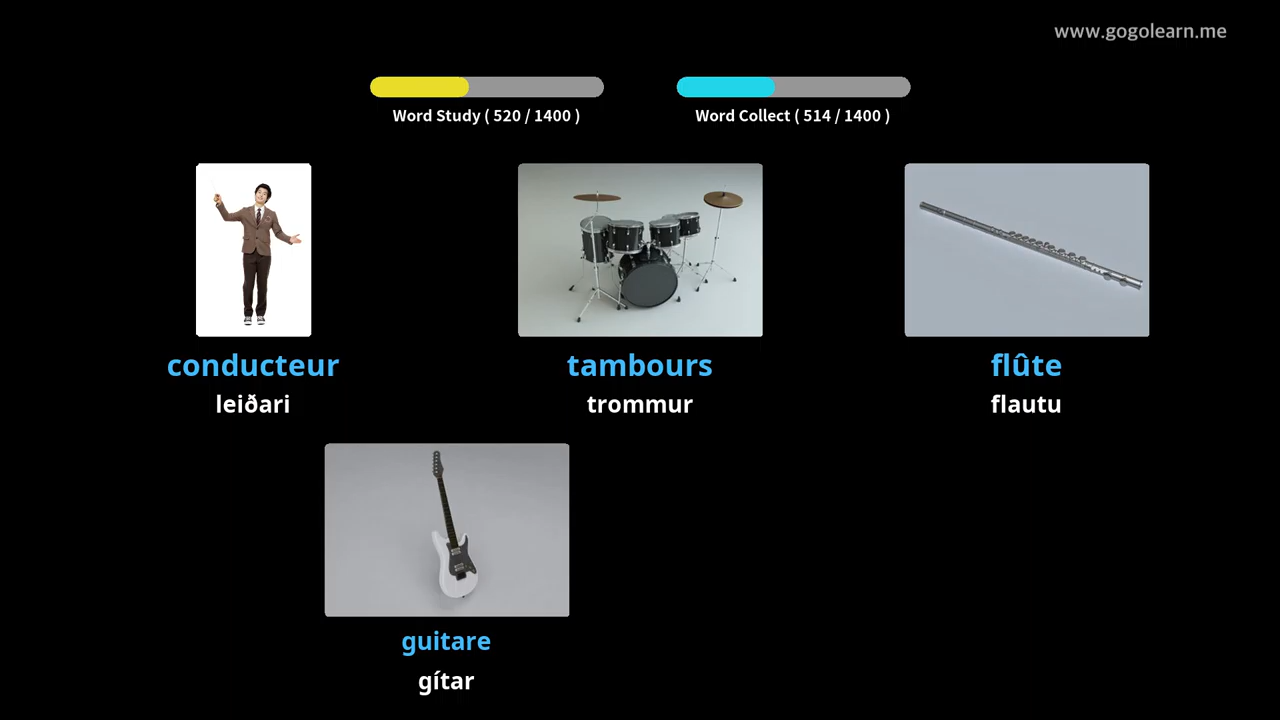 www.gogolearn.me
Word Study ( 520 / 1400 )
Word Collect ( 514 / 1400 )
conducteur
leiðari
tambours
trommur
flûte
flautu
guitare
gítar